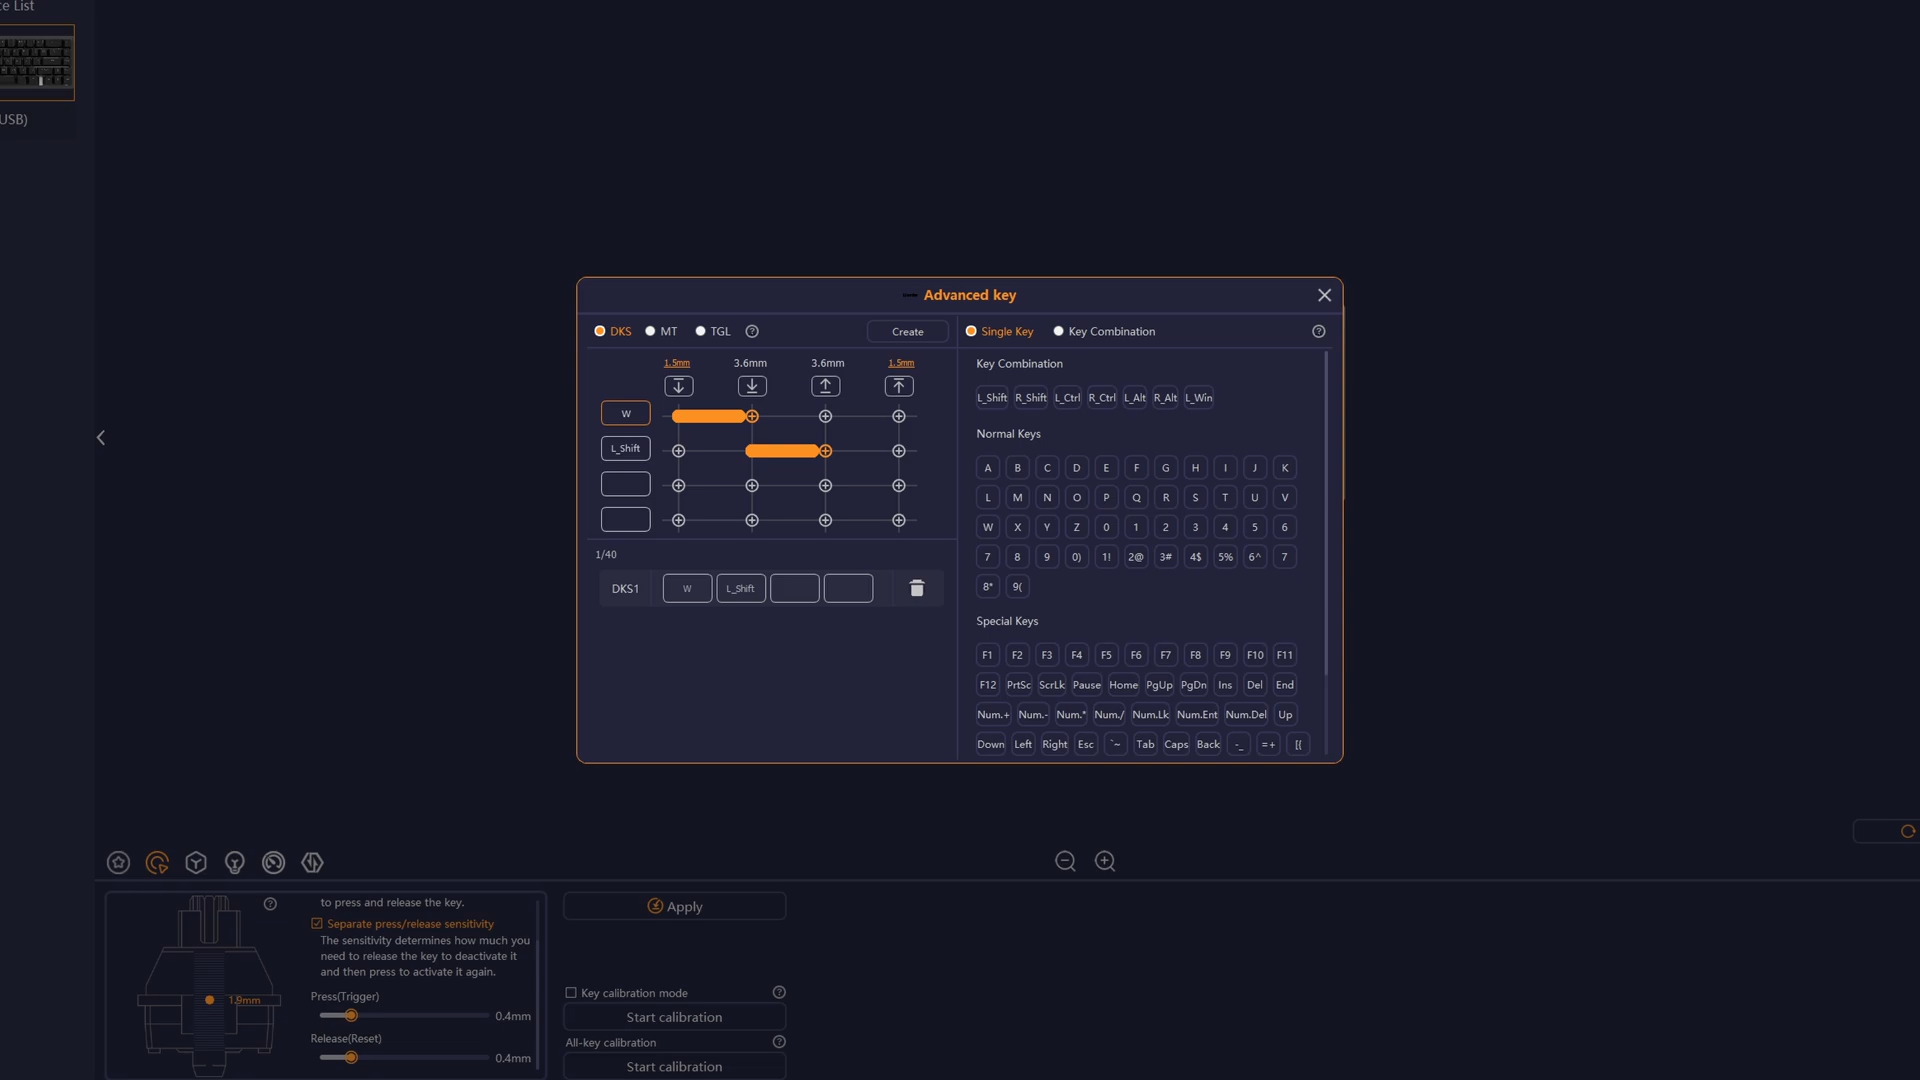 ce List
USB)
Advanced key
DKS MT TGL Create
Single Key Key Combination
1.5mm 3.6mm 3.6mm 1.5mm
W
L_Shift
1/40
DKS1 W L_Shift
Key Combination
L_Shift R_Shift L_Ctrl R_Ctrl L_Alt R_Alt L_Win
Normal Keys
A B C D E F G H I J K
L M N O P Q R S T U V
W X Y Z 0 1 2 3 4 5 6
7 8 9 0) 1! 2@ 3# 4$ 5% 6^ 7
8* 9(
Special Keys
F1 F2 F3 F4 F5 F6 F7 F8 F9 F10 F11
F12 PrtSc ScrLk Pause Home PgUp PgDn Ins Del End
Num.+ Num.- Num.* Num./ Num.Lk Num.Ent Num.Del Up
Down Left Right Esc `~ Tab Caps Back -_ =+ [{
to press and release the key.
Separate press/release sensitivity
The sensitivity determines how much you
need to release the key to deactivate it
and then press to activate it again.
1.9mm
Press(Trigger)
0.4mm
Release(Reset)
0.4mm
Apply
Key calibration mode
Start calibration
All-key calibration
Start calibration